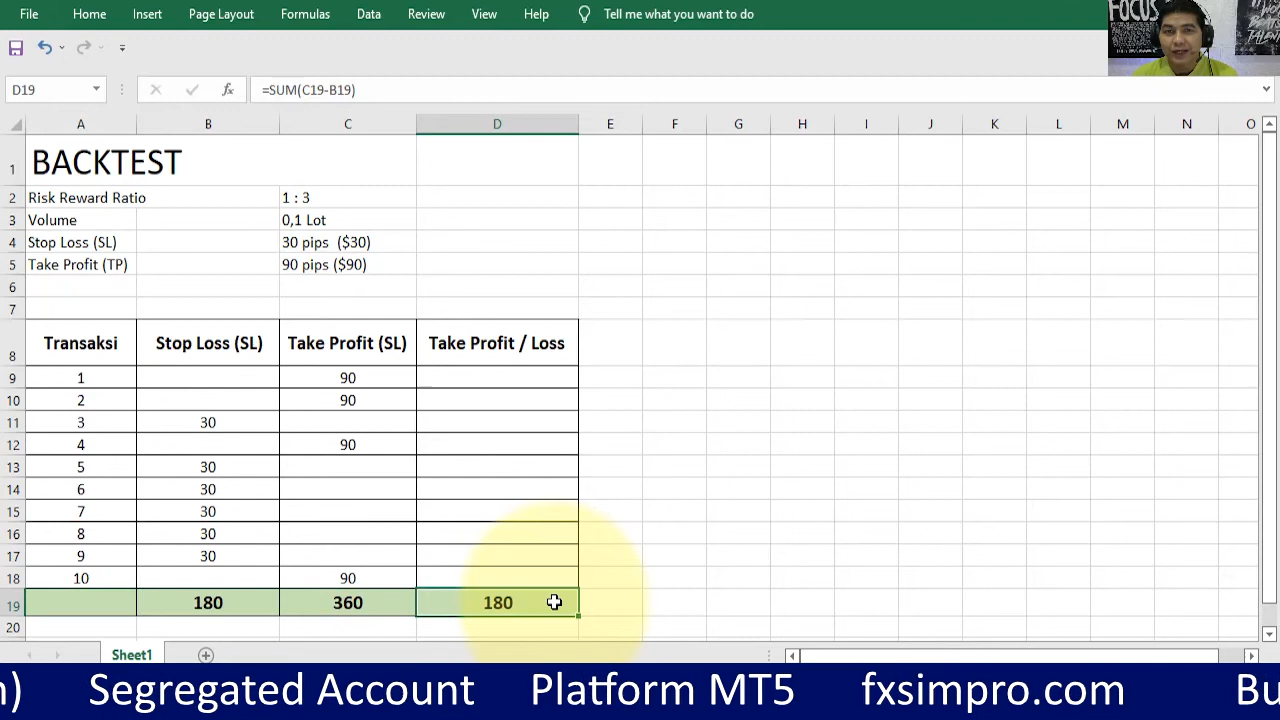 File Home Insert Page Layout Formulas Data Review View Help Tell me what you want to do
FOCUS
D19 fx =SUM(C19-B19)
A B C D E F G H I J K L M N O
1 BACKTEST
2 Risk Reward Ratio 1 : 3
3 Volume 0,1 Lot
4 Stop Loss (SL) 30 pips ($30)
5 Take Profit (TP) 90 pips ($90)
6
7
8 Transaksi Stop Loss (SL) Take Profit (SL) Take Profit / Loss
9 1 90
10 2 90
11 3 30
12 4 90
13 5 30
14 6 30
15 7 30
16 8 30
17 9 30
18 10 90
19 180 360 180
20
Sheet1
n) Segregated Account Platform MT5 fxsimpro.com Bu